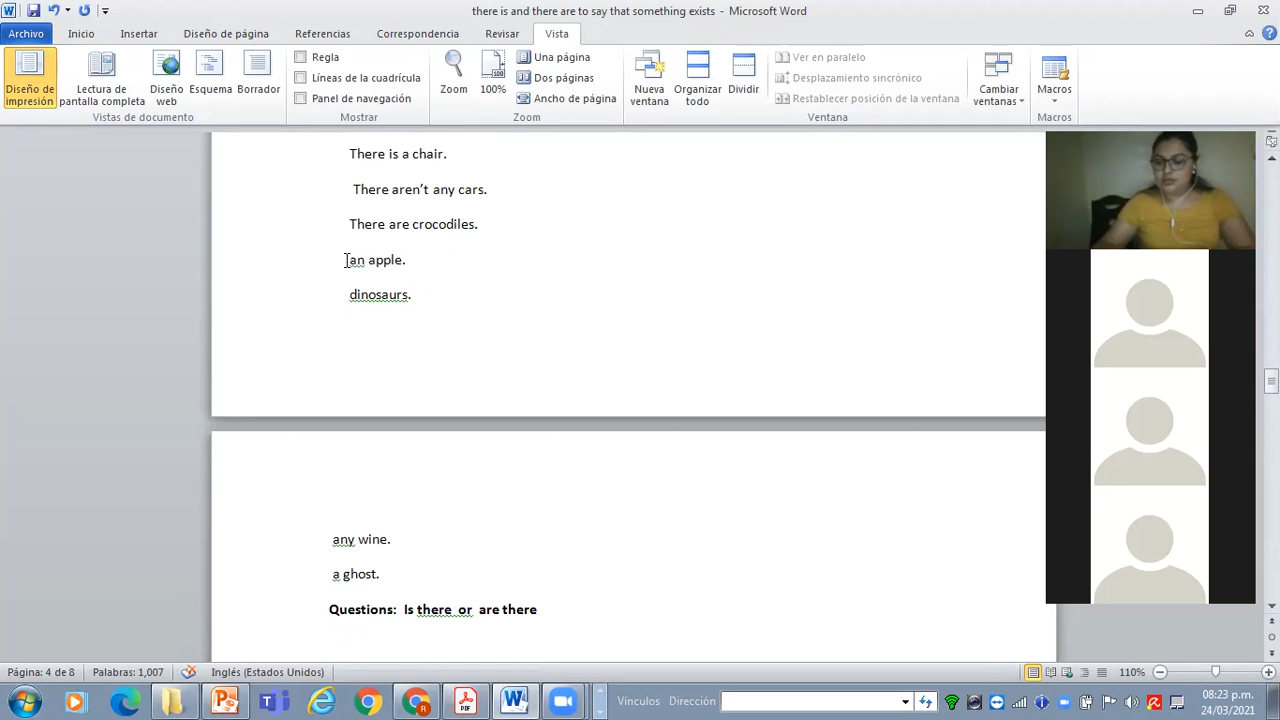 there is and there are to say that something exists - Microsoft Word
Archivo Inicio Insertar Diseño de página Referencias Correspondencia Revisar Vista
Diseño de impresión
Lectura de pantalla completa
Diseño web
Esquema
Borrador
Vistas de documento
Regla
Líneas de la cuadrícula
Panel de navegación
Mostrar
Zoom
100%
Una página
Dos páginas
Ancho de página
Zoom
Nueva ventana
Organizar todo
Dividir
Ver en paralelo
Desplazamiento sincrónico
Restablecer posición de la ventana
Cambiar ventanas
Ventana
Macros
Macros
There is a chair.
There aren’t any cars.
There are crocodiles.
an apple.
dinosaurs.
any wine.
a ghost.
Questions: Is there or are there
Página: 4 de 8 Palabras: 1,007 Inglés (Estados Unidos) 110%
Vínculos Dirección
08:23 p.m.
24/03/2021